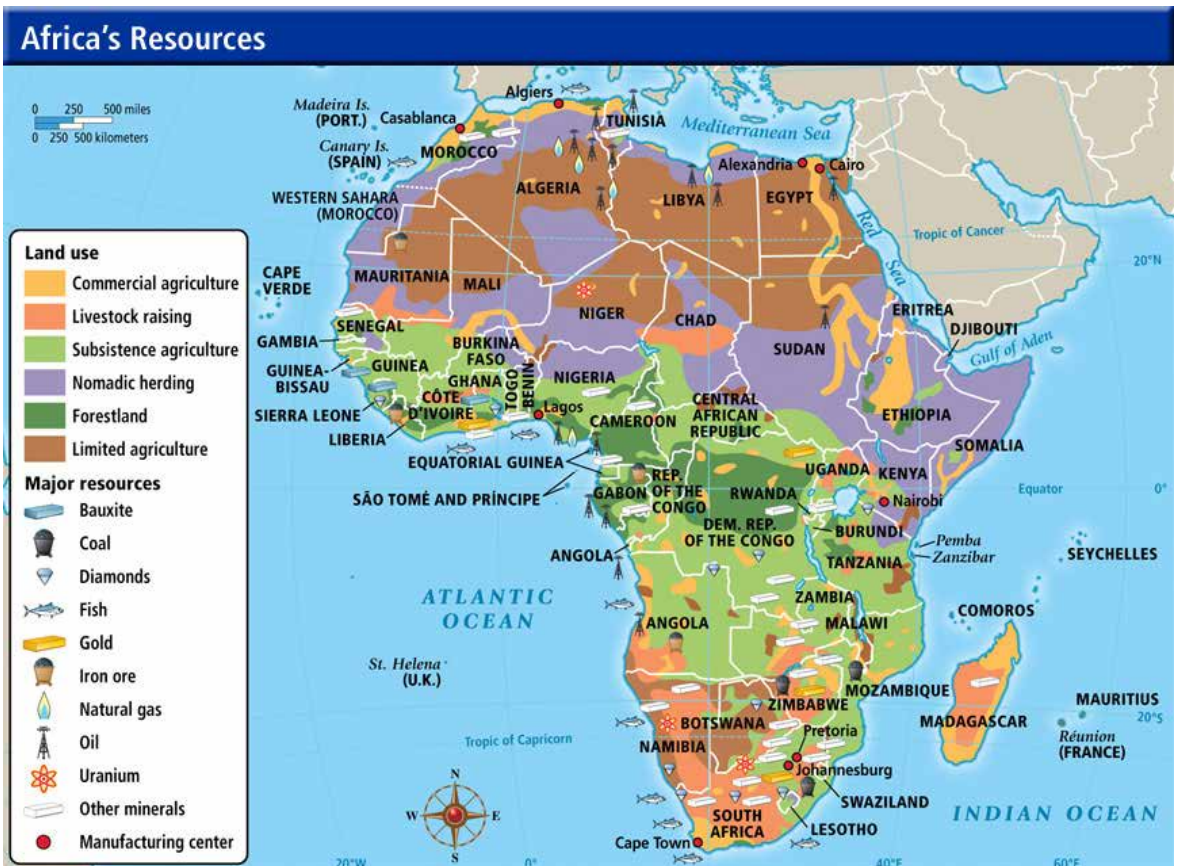 Africa's Resources
0 250 500 miles
0 250 500 kilometers
Land use
Commercial agriculture
Livestock raising
Subsistence agriculture
Nomadic herding
Forestland
Limited agriculture
Major resources
Bauxite
Coal
Diamonds
Fish
Gold
Iron ore
Natural gas
Oil
Uranium
Other minerals
Manufacturing center
Madeira Is.
(PORT.)
Casablanca
Algiers
TUNISIA
Mediterranean Sea
Canary Is.
(SPAIN)
MOROCCO
Alexandria
Cairo
WESTERN SAHARA
(MOROCCO)
ALGERIA
LIBYA
EGYPT
Red
Sea
Tropic of Cancer
20°N
CAPE
VERDE
MAURITANIA
MALI
NIGER
CHAD
SUDAN
ERITREA
DJIBOUTI
Gulf of Aden
SENEGAL
GAMBIA
GUINEA-
BISSAU
GUINEA
BURKINA
FASO
GHANA
TOGO
BENIN
NIGERIA
SIERRA LEONE
CÔTE
D'IVOIRE
LIBERIA
Lagos
CAMEROON
CENTRAL
AFRICAN
REPUBLIC
ETHIOPIA
SOMALIA
EQUATORIAL GUINEA
SÃO TOMÉ AND PRÍNCIPE
GABON
REP.
OF THE
CONGO
UGANDA
KENYA
RWANDA
Nairobi
Equator
0°
DEM. REP.
OF THE CONGO
BURUNDI
ANGOLA
TANZANIA
Pemba
Zanzibar
SEYCHELLES
ATLANTIC
OCEAN
ANGOLA
ZAMBIA
MALAWI
COMOROS
St. Helena
(U.K.)
MOZAMBIQUE
ZIMBABWE
MADAGASCAR
MAURITIUS
20°S
Réunion
(FRANCE)
BOTSWANA
NAMIBIA
Tropic of Capricorn
Pretoria
Johannesburg
SWAZILAND
LESOTHO
SOUTH
AFRICA
Cape Town
INDIAN OCEAN
N
W
E
S
20°W
0°
40°E
60°E